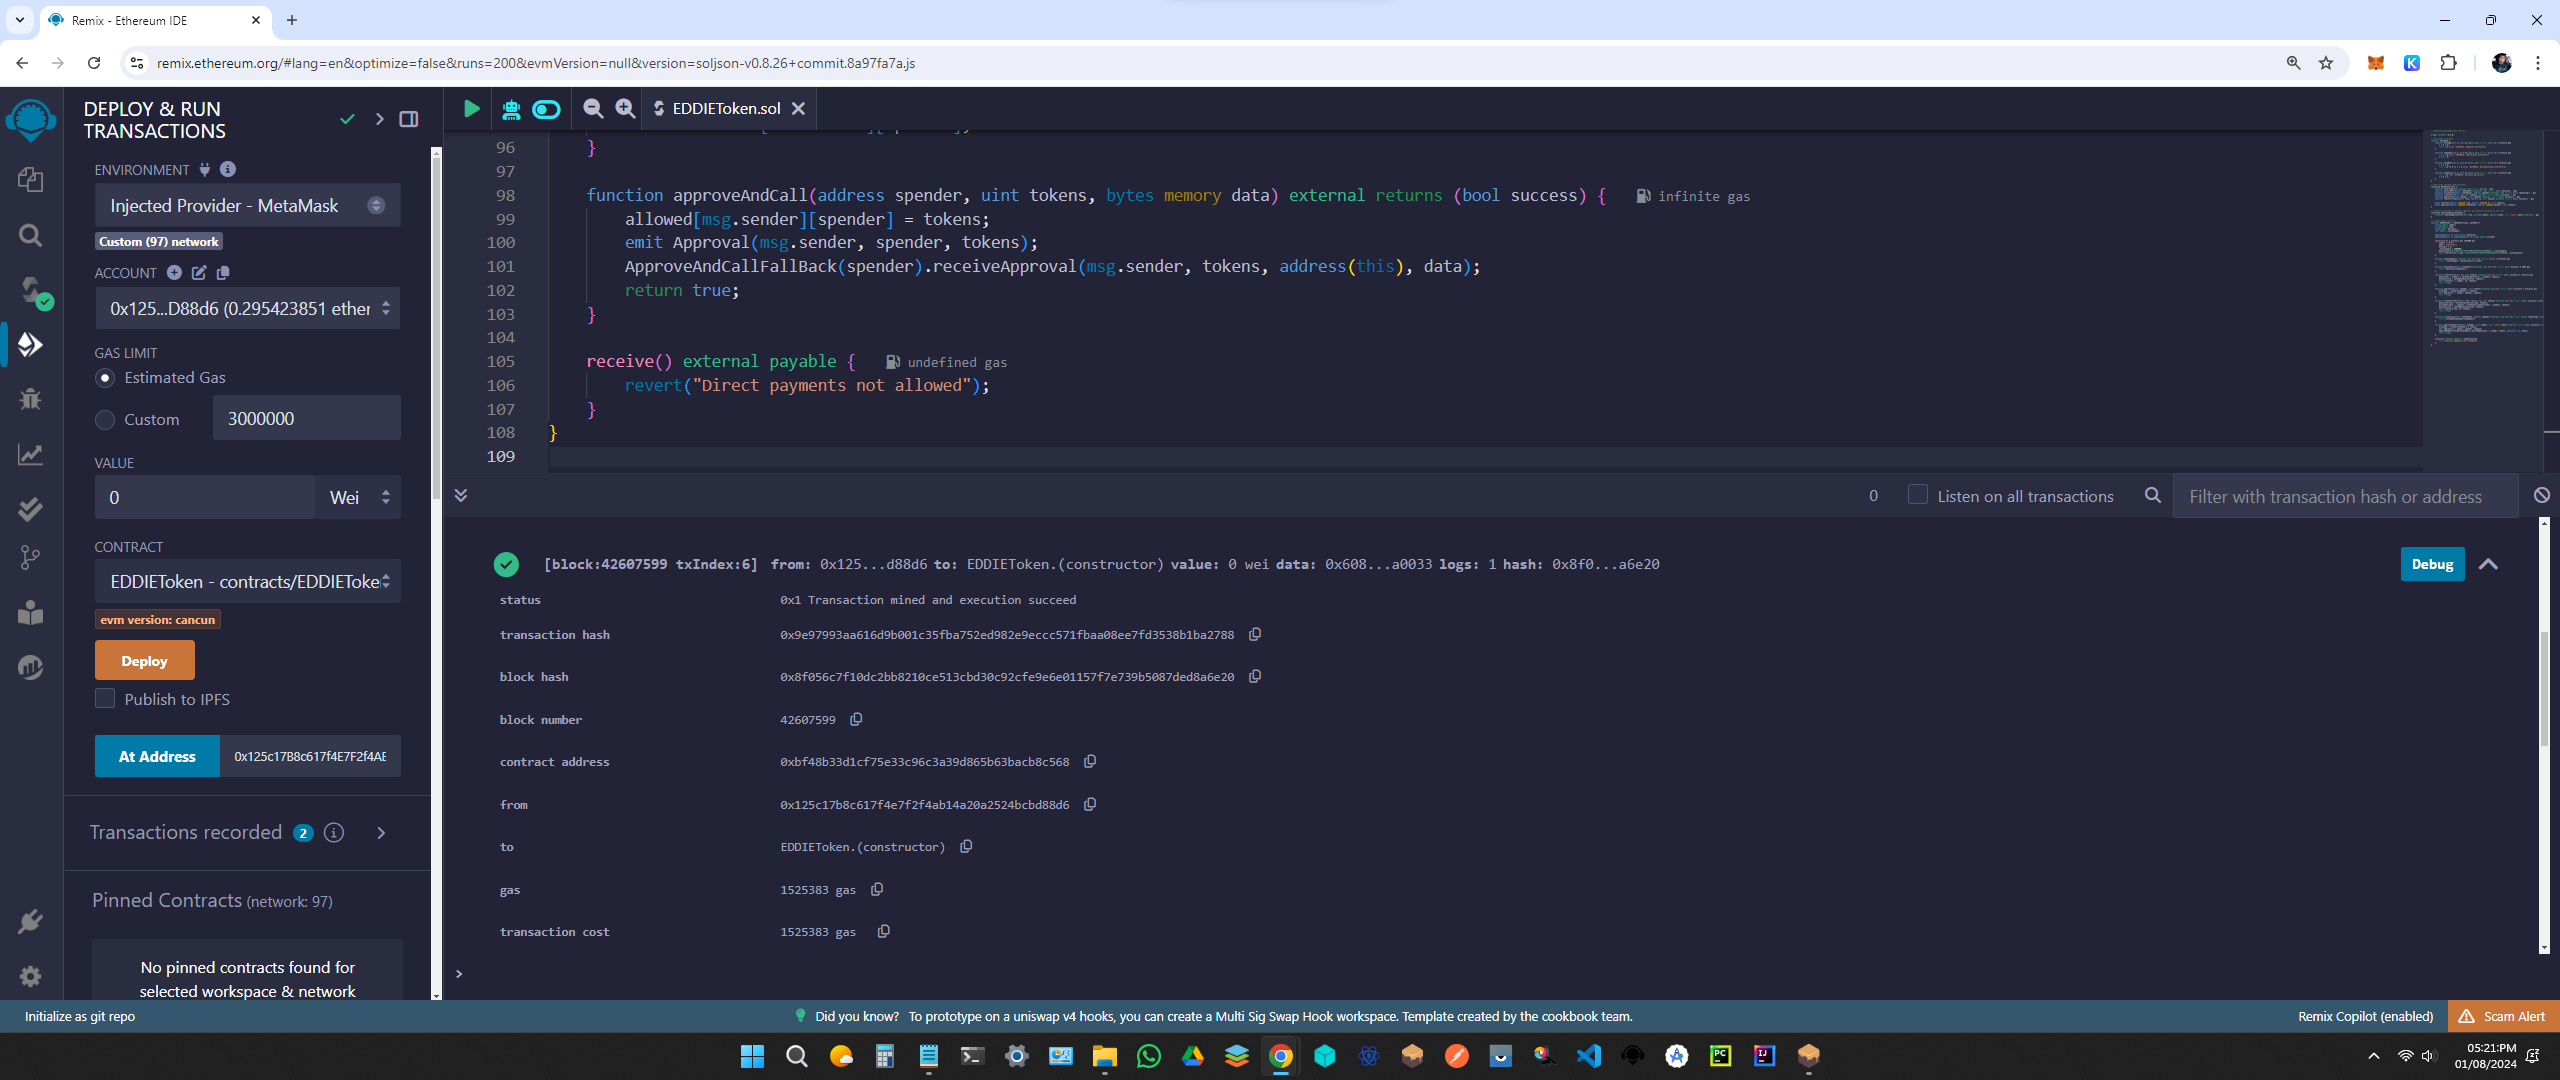 Remix - Ethereum IDE
remix.ethereum.org/#lang=en&optimize=false&runs=200&evmVersion=null&version=soljson-v0.8.26+commit.8a97fa7a.js
DEPLOY & RUN
TRANSACTIONS
ENVIRONMENT
Injected Provider - MetaMask
Custom (97) network
ACCOUNT
0x125...D88d6 (0.295423851 ether
GAS LIMIT
Estimated Gas
Custom
3000000
VALUE
0
Wei
CONTRACT
EDDIEToken - contracts/EDDIEToke
evm version: cancun
Deploy
Publish to IPFS
At Address
0x125c17B8c617f4E7F2f4AE
Transactions recorded 2
Pinned Contracts (network: 97)
No pinned contracts found for
selected workspace & network
EDDIEToken.sol
96 }
97
98 function approveAndCall(address spender, uint tokens, bytes memory data) external returns (bool success) { infinite gas
99 allowed[msg.sender][spender] = tokens;
100 emit Approval(msg.sender, spender, tokens);
101 ApproveAndCallFallBack(spender).receiveApproval(msg.sender, tokens, address(this), data);
102 return true;
103 }
104
105 receive() external payable { undefined gas
106 revert("Direct payments not allowed");
107 }
108 }
109
0
Listen on all transactions
Filter with transaction hash or address
[block:42607599 txIndex:6] from: 0x125...d88d6 to: EDDIEToken.(constructor) value: 0 wei data: 0x608...a0033 logs: 1 hash: 0x8f0...a6e20
Debug
status 0x1 Transaction mined and execution succeed
transaction hash 0x9e97993aa616d9b001c35fba752ed982e9eccc571fbaa08ee7fd3538b1ba2788
block hash 0x8f056c7f10dc2bb8210ce513cbd30c92cfe9e6e01157f7e739b5087ded8a6e20
block number 42607599
contract address 0xbf48b33d1cf75e33c96c3a39d865b63bacb8c568
from 0x125c17b8c617f4e7f2f4ab14a20a2524bcbd88d6
to EDDIEToken.(constructor)
gas 1525383 gas
transaction cost 1525383 gas
>
Initialize as git repo
Did you know? To prototype on a uniswap v4 hooks, you can create a Multi Sig Swap Hook workspace. Template created by the cookbook team.
Remix Copilot (enabled)
Scam Alert
05:21:PM
01/08/2024